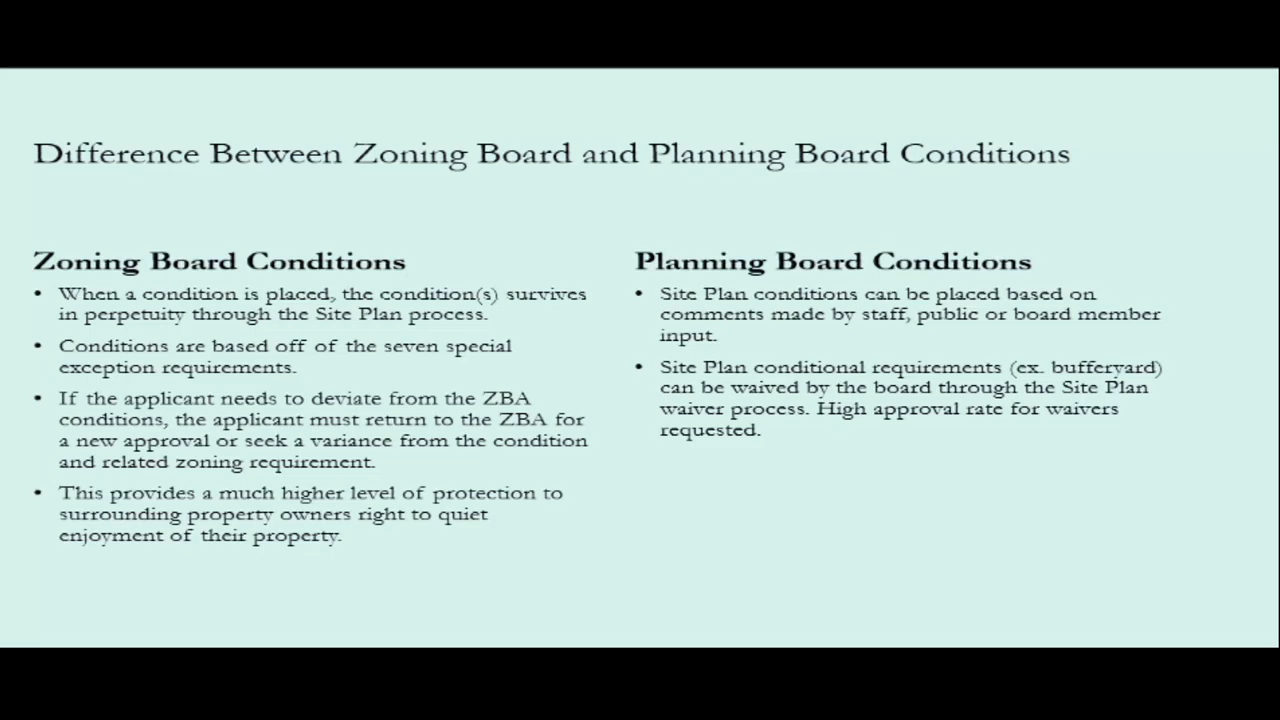 Difference Between Zoning Board and Planning Board Conditions
Zoning Board Conditions
• When a condition is placed, the condition(s) survives
in perpetuity through the Site Plan process.
• Conditions are based off of the seven special
exception requirements.
• If the applicant needs to deviate from the ZBA
conditions, the applicant must return to the ZBA for
a new approval or seek a variance from the condition
and related zoning requirement.
• This provides a much higher level of protection to
surrounding property owners right to quiet
enjoyment of their property.
Planning Board Conditions
• Site Plan conditions can be placed based on
comments made by staff, public or board member
input.
• Site Plan conditional requirements (ex. bufferyard)
can be waived by the board through the Site Plan
waiver process. High approval rate for waivers
requested.